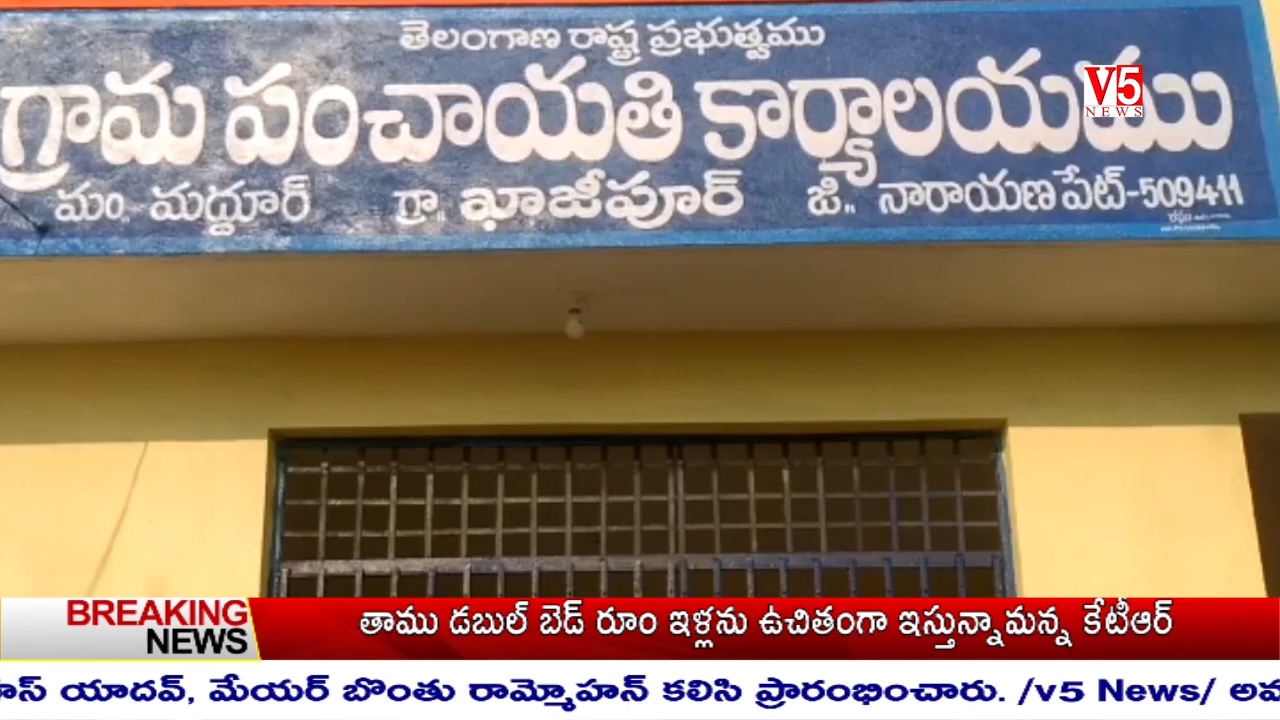 తెలంగాణ రాష్ట్ర ప్రభుత్వము
గ్రామ పంచాయతి కార్యాలయము
మం. మద్దూర్ గ్రా.. ఖాజీపూర్ జి.. నారాయణ పేట్-509411
V5
NEWS
BREAKING
NEWS
తాము డబుల్ బెడ్ రూం ఇళ్లను ఉచితంగా ఇస్తున్నామన్న కేటీఆర్
యాదవ్, మేయర్ బొంతు రామ్మోహన్ కలిసి ప్రారంభించారు. /v5 News/